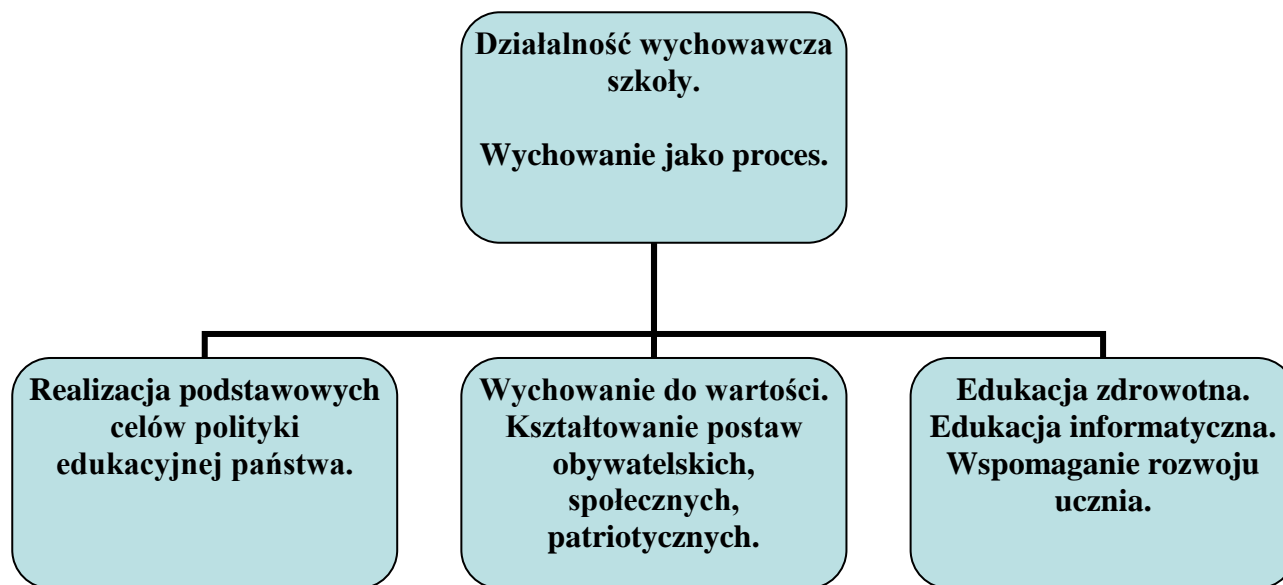 Działalność wychowawcza
szkoły.
Wychowanie jako proces.
Realizacja podstawowych
celów polityki
edukacyjnej państwa.
Wychowanie do wartości.
Kształtowanie postaw
obywatelskich,
społecznych,
patriotycznych.
Edukacja zdrowotna.
Edukacja informatyczna.
Wspomaganie rozwoju
ucznia.